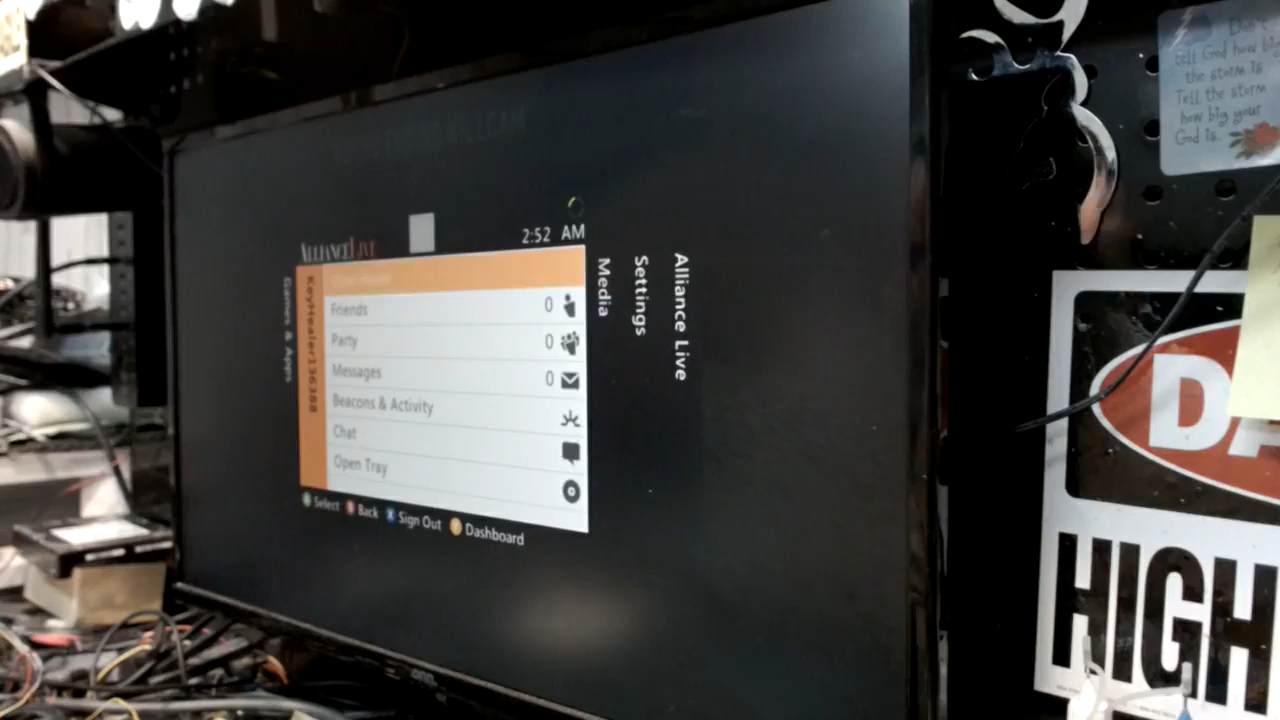 ALLIANCELIVE
2:52 AM
Friends 0
Party 0
Messages 0
Beacons & Activity
Chat
Open Tray
Games & Apps
KeyHealer136388
Media
Settings
Alliance Live
Select
Back
X Sign Out
Dashboard
Don't
tell God how big
the storm is
Tell the storm
how big your
God is.
DA
HIGH